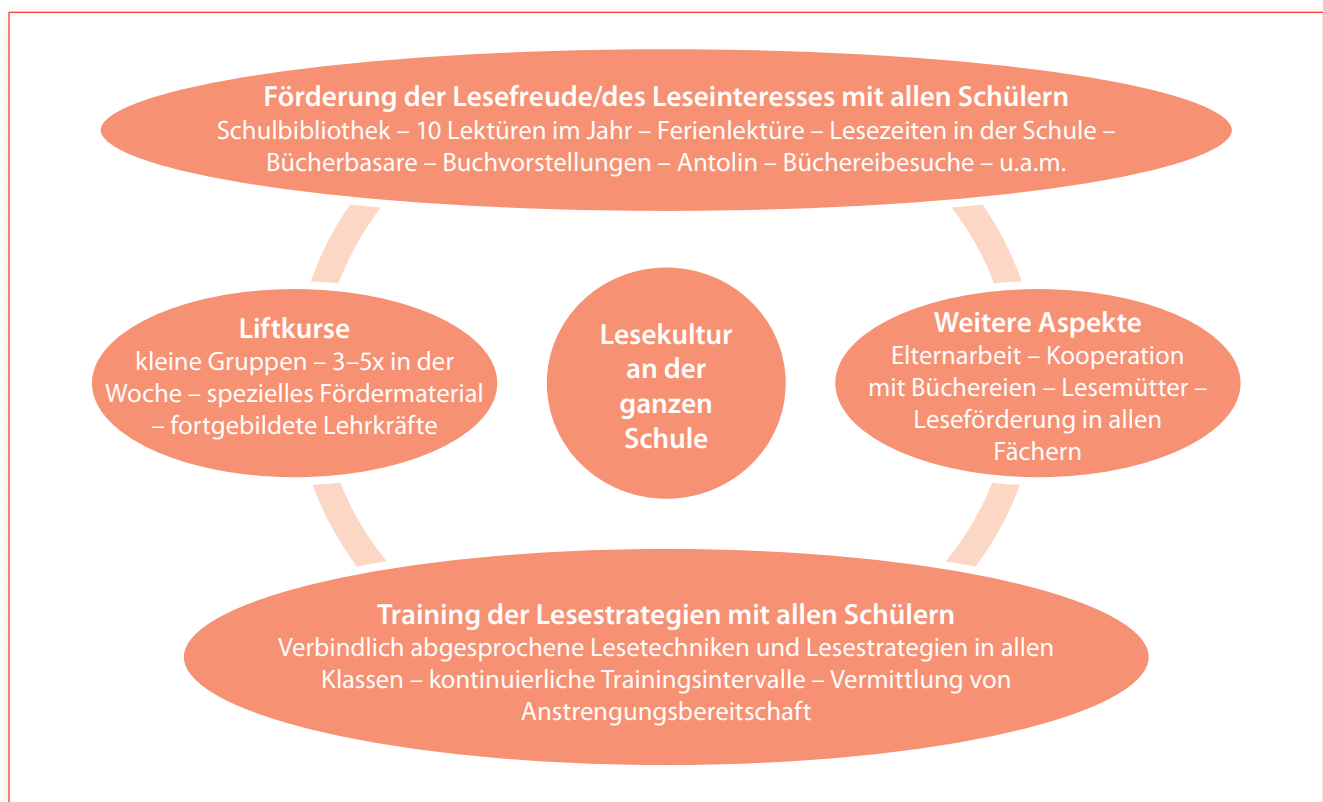 Förderung der Lesefreude/des Leseinteresses mit allen Schülern
Schulbibliothek – 10 Lektüren im Jahr – Ferienlektüre – Lesezeiten in der Schule –
Bücherbasare – Buchvorstellungen – Antolin – Büchereibesuche – u.a.m.
Liftkurse
kleine Gruppen – 3–5x in der
Woche – spezielles Fördermaterial
– fortgebildete Lehrkräfte
Lesekultur
an der
ganzen
Schule
Weitere Aspekte
Elternarbeit – Kooperation
mit Büchereien – Lesemütter –
Leseförderung in allen
Fächern
Training der Lesestrategien mit allen Schülern
Verbindlich abgesprochene Lesetechniken und Lesestrategien in allen
Klassen – kontinuierliche Trainingsintervalle – Vermittlung von
Anstrengungsbereitschaft